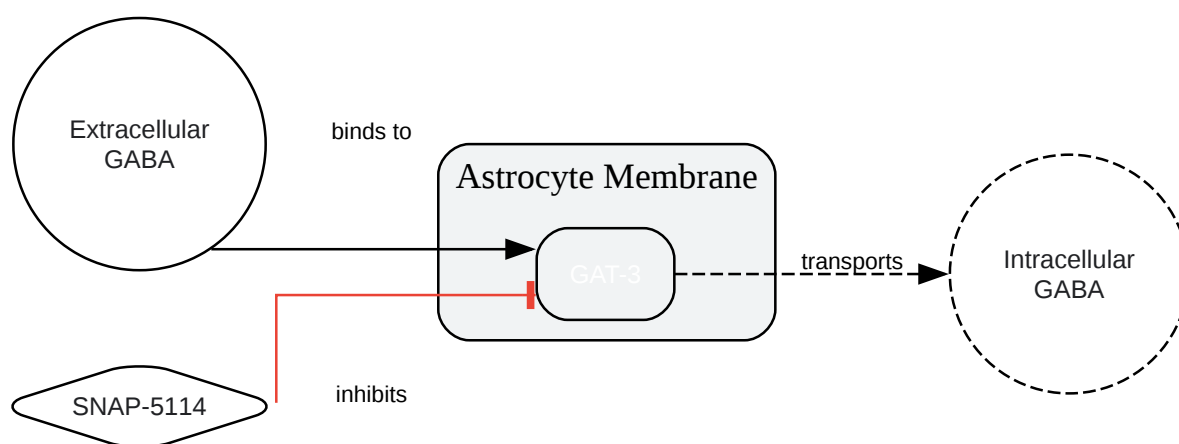 Extracellular
GABA
binds to
Astrocyte Membrane
GAT-3
transports
Intracellular
GABA
inhibits
SNAP-5114